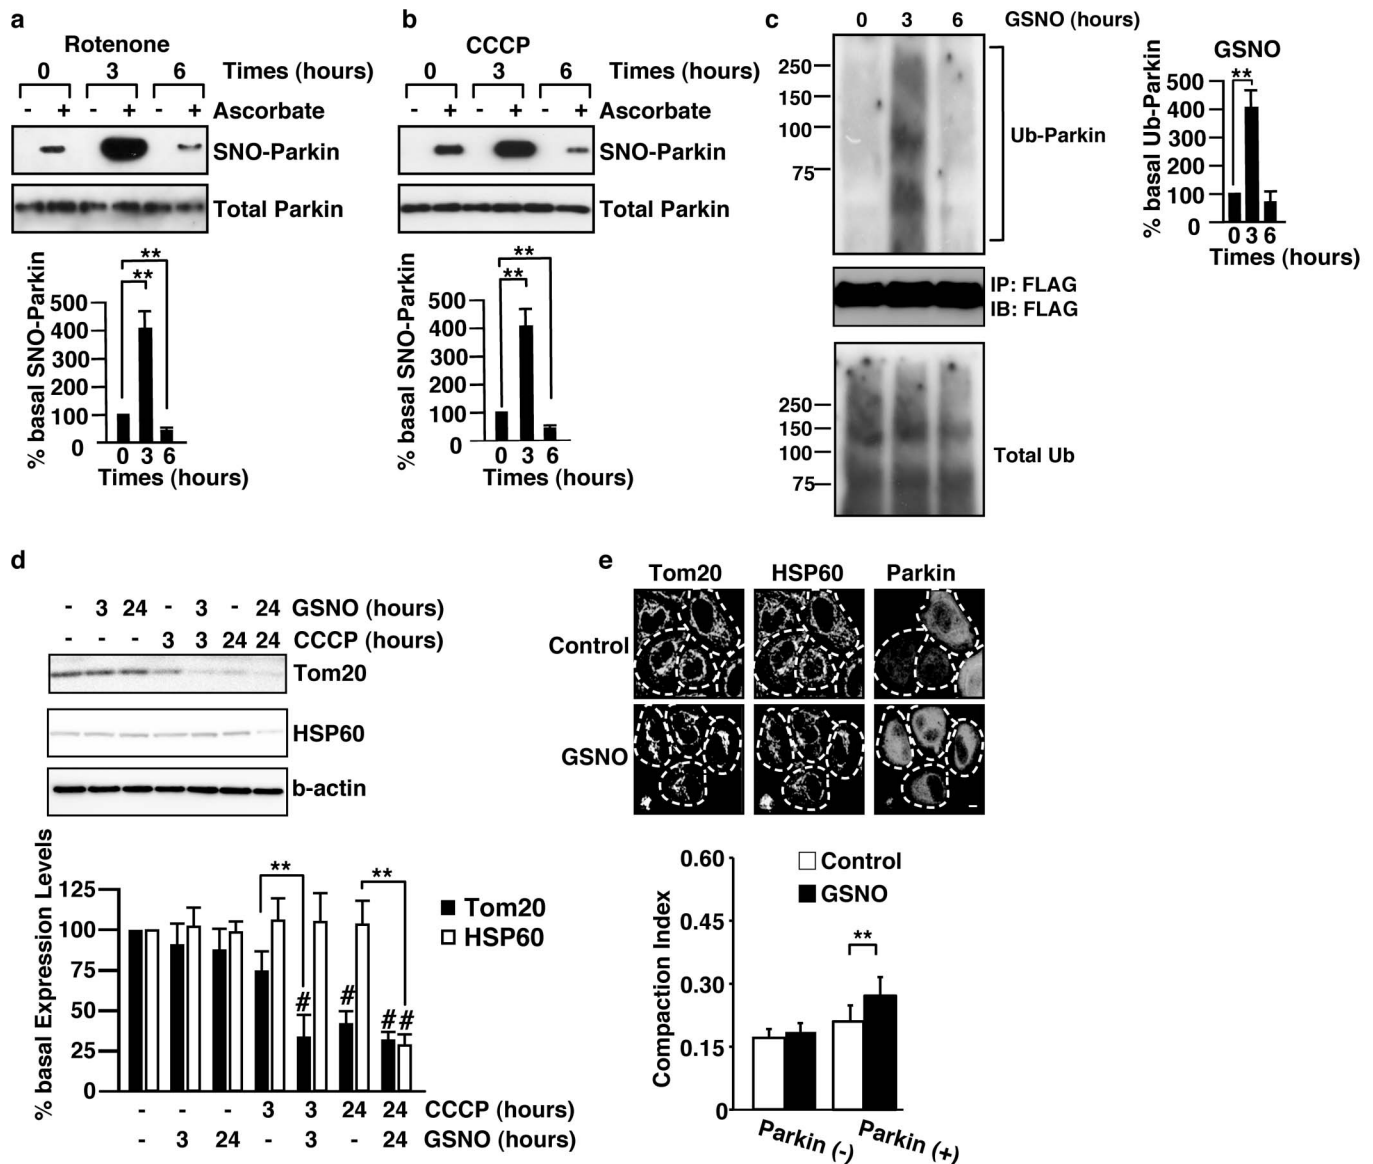 a
Rotenone
0 3 6 Times (hours)
- + - + - + Ascorbate
SNO-Parkin
Total Parkin
% basal SNO-Parkin
500
400
300
200
100
0
** **
0 3 6
Times (hours)
b
CCCP
0 3 6 Times (hours)
- + - + - + Ascorbate
SNO-Parkin
Total Parkin
% basal SNO-Parkin
500
400
300
200
100
0
** **
0 3 6
Times (hours)
c
0 3 6 GSNO (hours)
250
150
100
75
Ub-Parkin
IP: FLAG
IB: FLAG
250
150
100
75
Total Ub
GSNO
% basal Ub-Parkin
500
400
300
200
100
0
**
0 3 6
Times (hours)
d
- 3 24 - 3 - 24 GSNO (hours)
- - - 3 3 24 24 CCCP (hours)
Tom20
HSP60
b-actin
% basal Expression Levels
125
100
75
50
25
0
** **
# # # #
Tom20
HSP60
- - - 3 3 24 24 CCCP (hours)
- 3 24 - 3 - 24 GSNO (hours)
e
Tom20 HSP60 Parkin
Control
GSNO
Compaction Index
0.60
0.45
0.30
0.15
0
Control
GSNO
**
Parkin (-) Parkin (+)